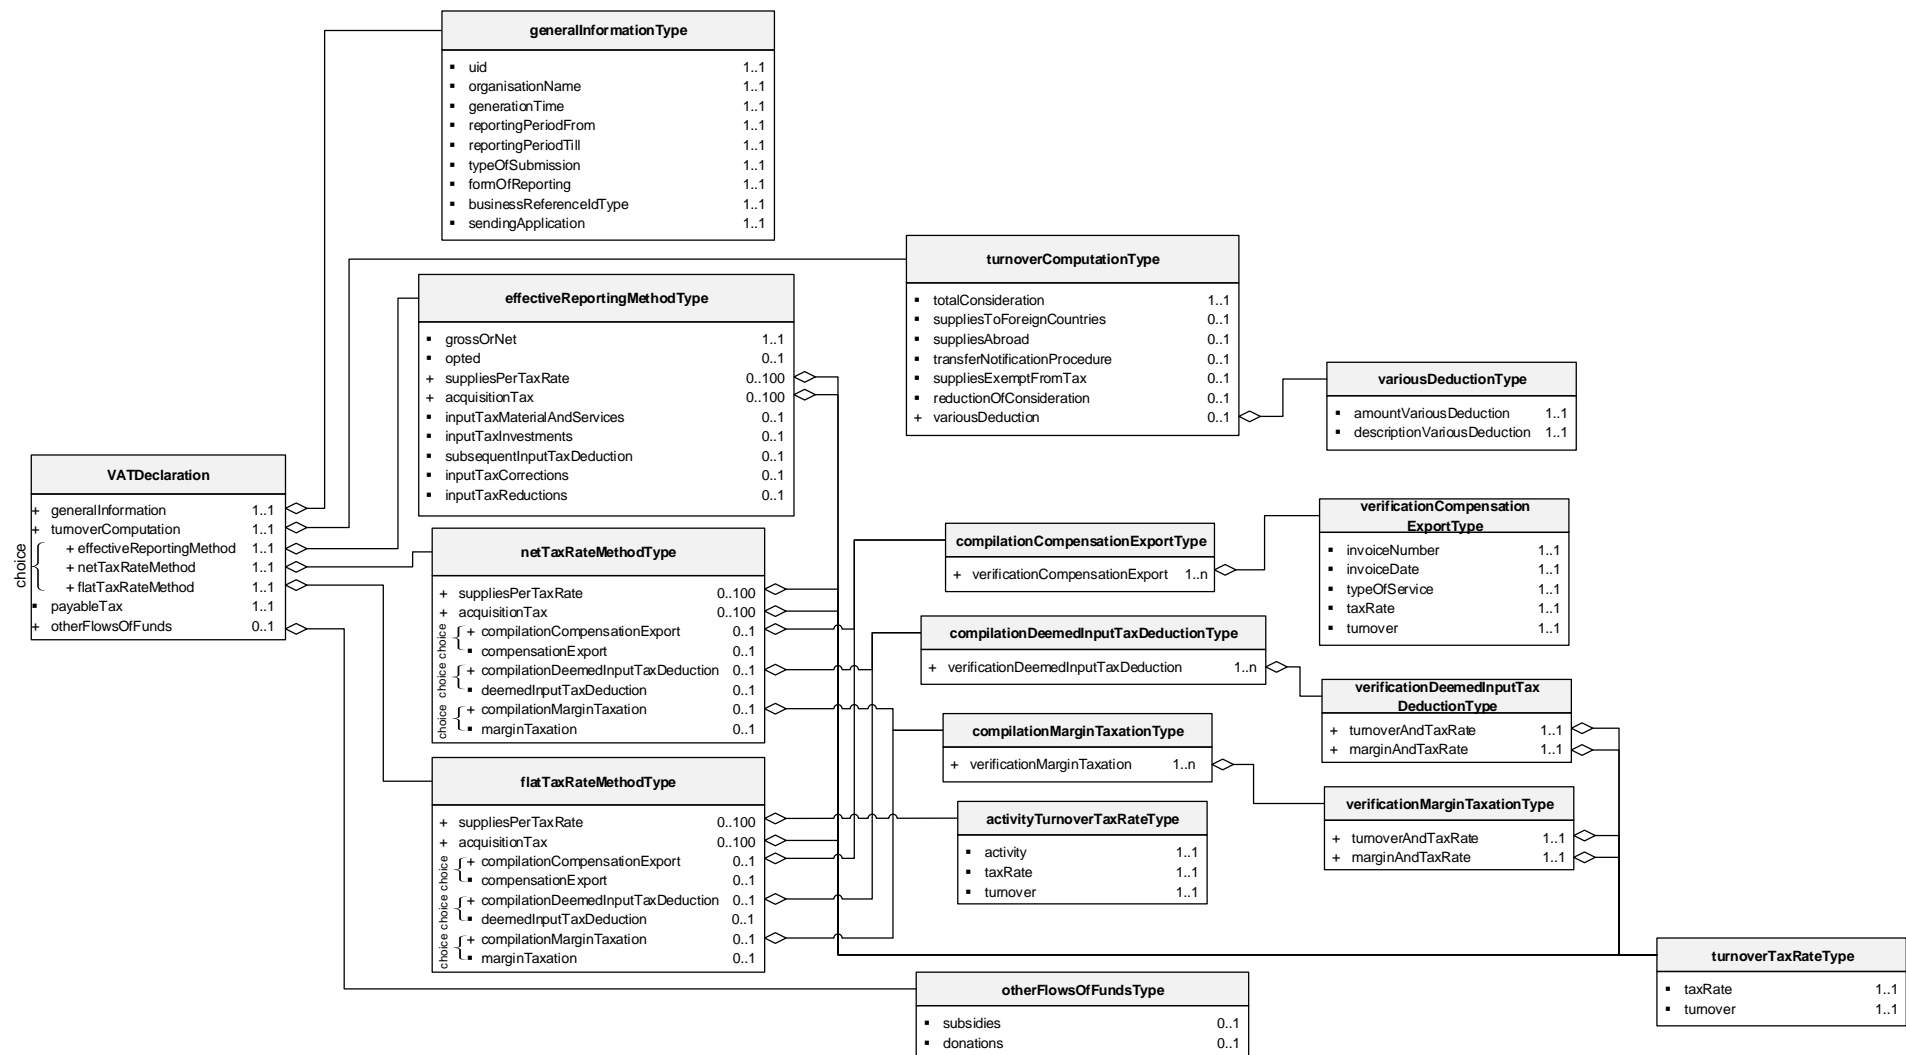 generalInformationType
▪ uid 1..1
▪ organisationName 1..1
▪ generationTime 1..1
▪ reportingPeriodFrom 1..1
▪ reportingPeriodTill 1..1
▪ typeOfSubmission 1..1
▪ formOfReporting 1..1
▪ businessReferenceIdType 1..1
▪ sendingApplication 1..1
turnoverComputationType
▪ totalConsideration 1..1
▪ suppliesToForeignCountries 0..1
▪ suppliesAbroad 0..1
▪ transferNotificationProcedure 0..1
▪ suppliesExemptFromTax 0..1
▪ reductionOfConsideration 0..1
+ variousDeduction 0..1
effectiveReportingMethodType
▪ grossOrNet 1..1
▪ opted 0..1
+ suppliesPerTaxRate 0..100
+ acquisitionTax 0..100
▪ inputTaxMaterialAndServices 0..1
▪ inputTaxInvestments 0..1
▪ subsequentInputTaxDeduction 0..1
▪ inputTaxCorrections 0..1
▪ inputTaxReductions 0..1
variousDeductionType
▪ amountVariousDeduction 1..1
▪ descriptionVariousDeduction 1..1
VATDeclaration
+ generalInformation 1..1
+ turnoverComputation 1..1
choice
+ effectiveReportingMethod 1..1
+ netTaxRateMethod 1..1
+ flatTaxRateMethod 1..1
▪ payableTax 1..1
+ otherFlowsOfFunds 0..1
netTaxRateMethodType
+ suppliesPerTaxRate 0..100
+ acquisitionTax 0..100
choice
+ compilationCompensationExport 0..1
▪ compensationExport 0..1
choice
+ compilationDeemedInputTaxDeduction 0..1
▪ deemedInputTaxDeduction 0..1
choice
+ compilationMarginTaxation 0..1
▪ marginTaxation 0..1
compilationCompensationExportType
+ verificationCompensationExport 1..n
verificationCompensation
ExportType
▪ invoiceNumber 1..1
▪ invoiceDate 1..1
▪ typeOfService 1..1
▪ taxRate 1..1
▪ turnover 1..1
compilationDeemedInputTaxDeductionType
+ verificationDeemedInputTaxDeduction 1..n
verificationDeemedInputTax
DeductionType
+ turnoverAndTaxRate 1..1
+ marginAndTaxRate 1..1
compilationMarginTaxationType
+ verificationMarginTaxation 1..n
verificationMarginTaxationType
+ turnoverAndTaxRate 1..1
+ marginAndTaxRate 1..1
flatTaxRateMethodType
+ suppliesPerTaxRate 0..100
+ acquisitionTax 0..100
choice
+ compilationCompensationExport 0..1
▪ compensationExport 0..1
choice
+ compilationDeemedInputTaxDeduction 0..1
▪ deemedInputTaxDeduction 0..1
choice
+ compilationMarginTaxation 0..1
▪ marginTaxation 0..1
activityTurnoverTaxRateType
▪ activity 1..1
▪ taxRate 1..1
▪ turnover 1..1
turnoverTaxRateType
▪ taxRate 1..1
▪ turnover 1..1
otherFlowsOfFundsType
▪ subsidies 0..1
▪ donations 0..1